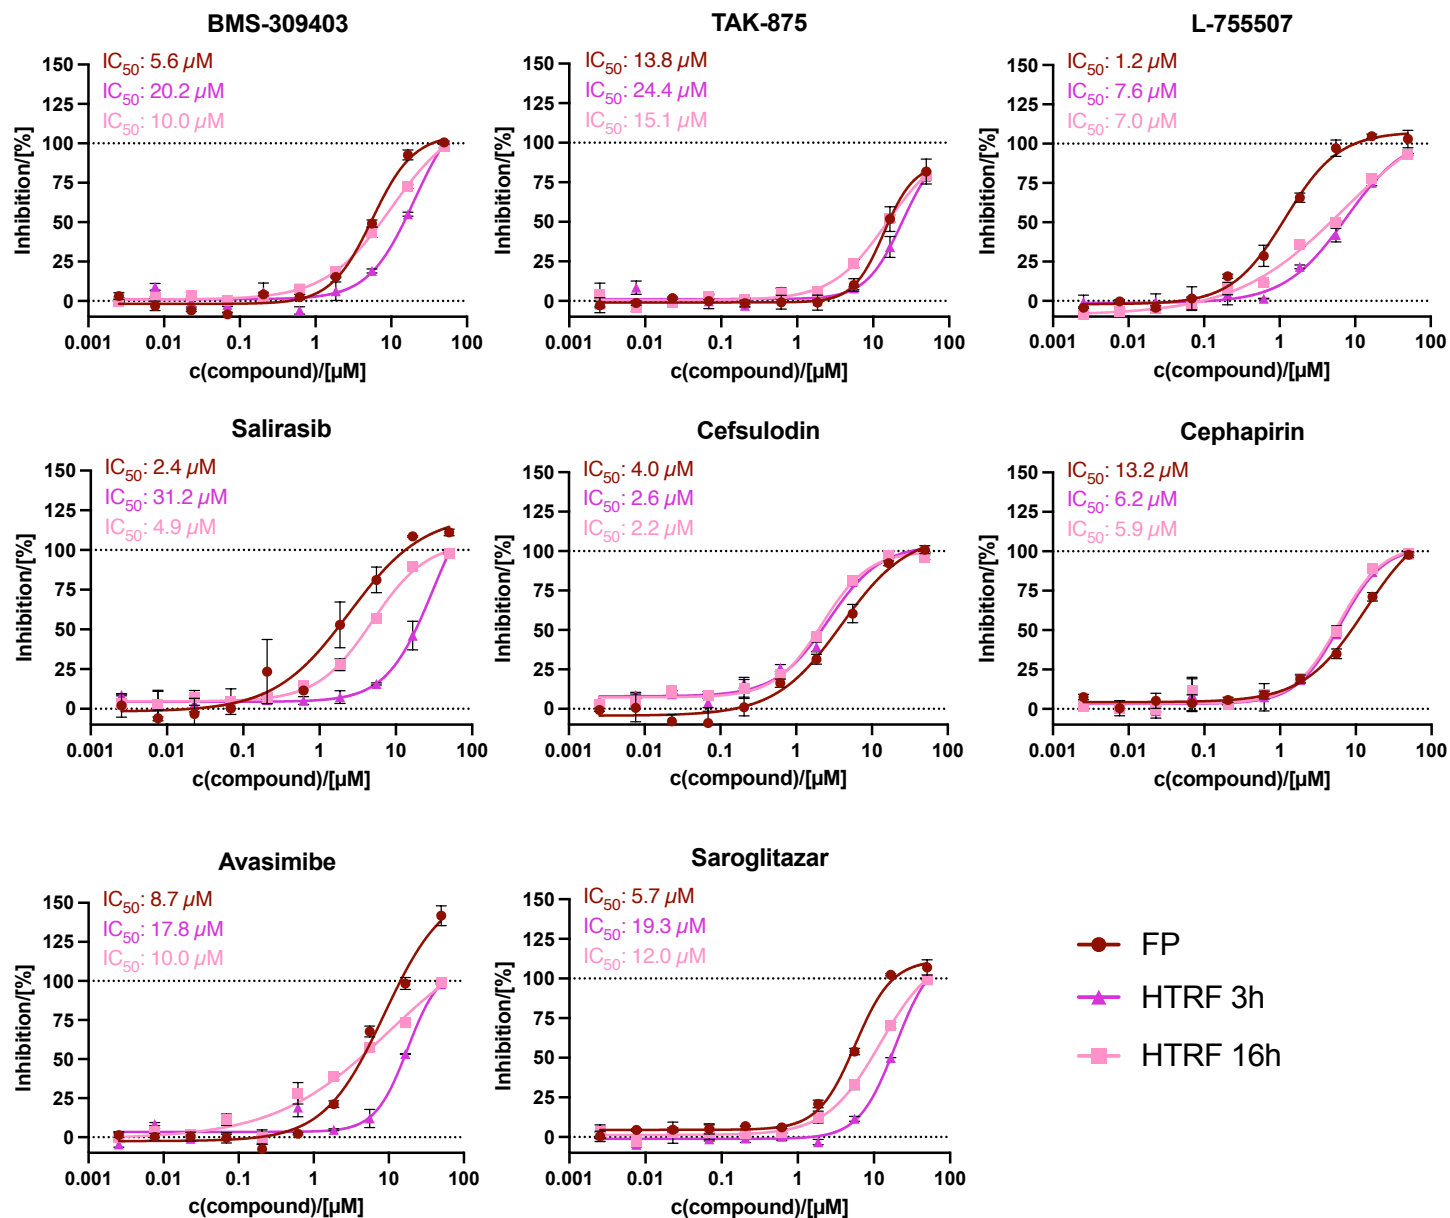 BMS-309403
IC50: 5.6 µM
IC50: 20.2 µM
IC50: 10.0 µM
150
125
100
75
50
25
0
Inhibition/[%]
0.001 0.01 0.1 1 10 100
c(compound)/[µM]
TAK-875
IC50: 13.8 µM
IC50: 24.4 µM
IC50: 15.1 µM
150
125
100
75
50
25
0
Inhibition/[%]
0.001 0.01 0.1 1 10 100
c(compound)/[µM]
L-755507
IC50: 1.2 µM
IC50: 7.6 µM
IC50: 7.0 µM
150
125
100
75
50
25
0
Inhibition/[%]
0.001 0.01 0.1 1 10 100
c(compound)/[µM]
Salirasib
IC50: 2.4 µM
IC50: 31.2 µM
IC50: 4.9 µM
150
125
100
75
50
25
0
Inhibition/[%]
0.001 0.01 0.1 1 10 100
c(compound)/[µM]
Cefsulodin
IC50: 4.0 µM
IC50: 2.6 µM
IC50: 2.2 µM
150
125
100
75
50
25
0
Inhibition/[%]
0.001 0.01 0.1 1 10 100
c(compound)/[µM]
Cephapirin
IC50: 13.2 µM
IC50: 6.2 µM
IC50: 5.9 µM
150
125
100
75
50
25
0
Inhibition/[%]
0.001 0.01 0.1 1 10 100
c(compound)/[µM]
Avasimibe
IC50: 8.7 µM
IC50: 17.8 µM
IC50: 10.0 µM
150
125
100
75
50
25
0
Inhibition/[%]
0.001 0.01 0.1 1 10 100
c(compound)/[µM]
Saroglitazar
IC50: 5.7 µM
IC50: 19.3 µM
IC50: 12.0 µM
150
125
100
75
50
25
0
Inhibition/[%]
0.001 0.01 0.1 1 10 100
c(compound)/[µM]
FP
HTRF 3h
HTRF 16h